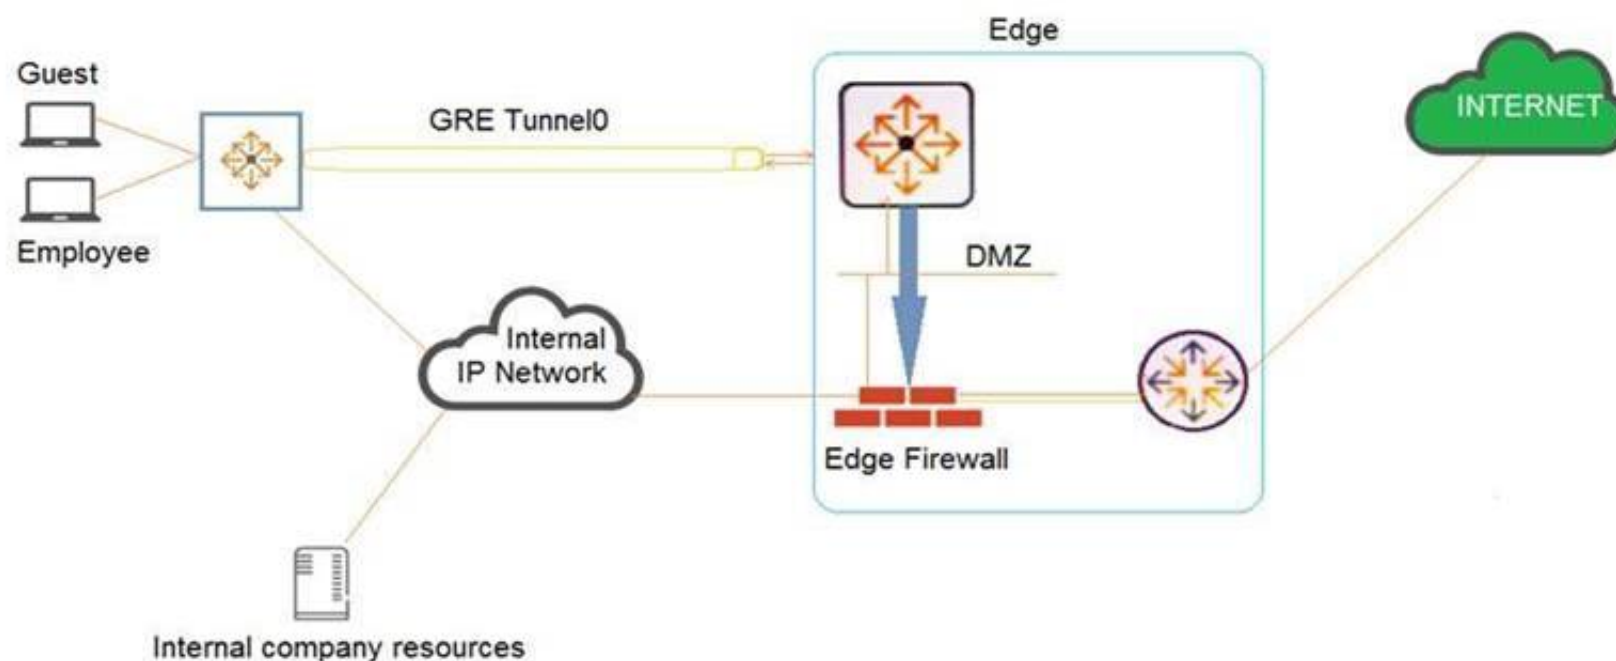 Edge
Guest
INTERNET
GRE Tunnel0
Employee
DMZ
Internal
IP Network
Edge Firewall
Internal company resources